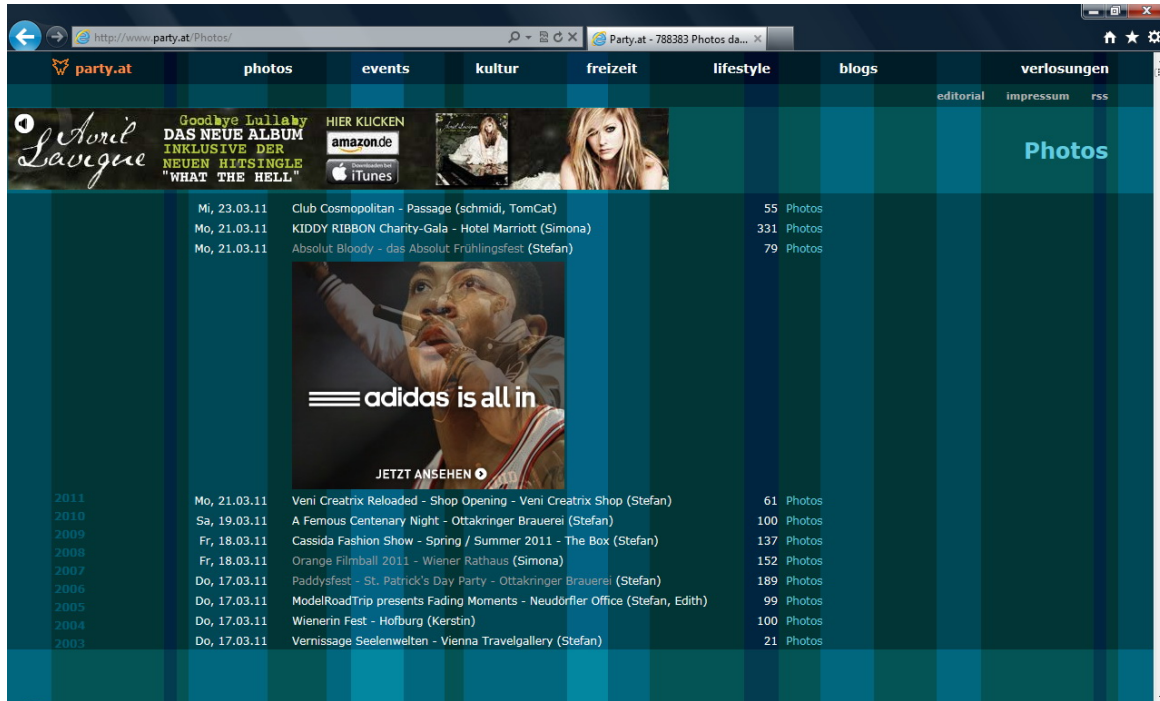 http://www.party.at/Photos/
Party.at - 788383 Photos da...
party.at photos events kultur freizeit lifestyle blogs verlosungen
editorial impressum rss
Avril Lavigne
Goodbye Lullaby
DAS NEUE ALBUM
INKLUSIVE DER
NEUEN HITSINGLE
"WHAT THE HELL"
HIER KLICKEN
amazon.de
iTunes
Photos
Mi, 23.03.11 Club Cosmopolitan - Passage (schmidi, TomCat) 55 Photos
Mo, 21.03.11 KIDDY RIBBON Charity-Gala - Hotel Marriott (Simona) 331 Photos
Mo, 21.03.11 Absolut Bloody - das Absolut Frühlingsfest (Stefan) 79 Photos
adidas is all in
JETZT ANSEHEN
2011
2010
2009
2008
2007
2006
2005
2004
2003
Mo, 21.03.11 Veni Creatrix Reloaded - Shop Opening - Veni Creatrix Shop (Stefan) 61 Photos
Sa, 19.03.11 A Femous Centenary Night - Ottakringer Brauerei (Stefan) 100 Photos
Fr, 18.03.11 Cassida Fashion Show - Spring / Summer 2011 - The Box (Stefan) 137 Photos
Fr, 18.03.11 Orange Filmball 2011 - Wiener Rathaus (Simona) 152 Photos
Do, 17.03.11 Paddysfest - St. Patrick's Day Party - Ottakringer Brauerei (Stefan) 189 Photos
Do, 17.03.11 ModelRoadTrip presents Fading Moments - Neudörfler Office (Stefan, Edith) 99 Photos
Do, 17.03.11 Wienerin Fest - Hofburg (Kerstin) 100 Photos
Do, 17.03.11 Vernissage Seelenwelten - Vienna Travelgallery (Stefan) 21 Photos